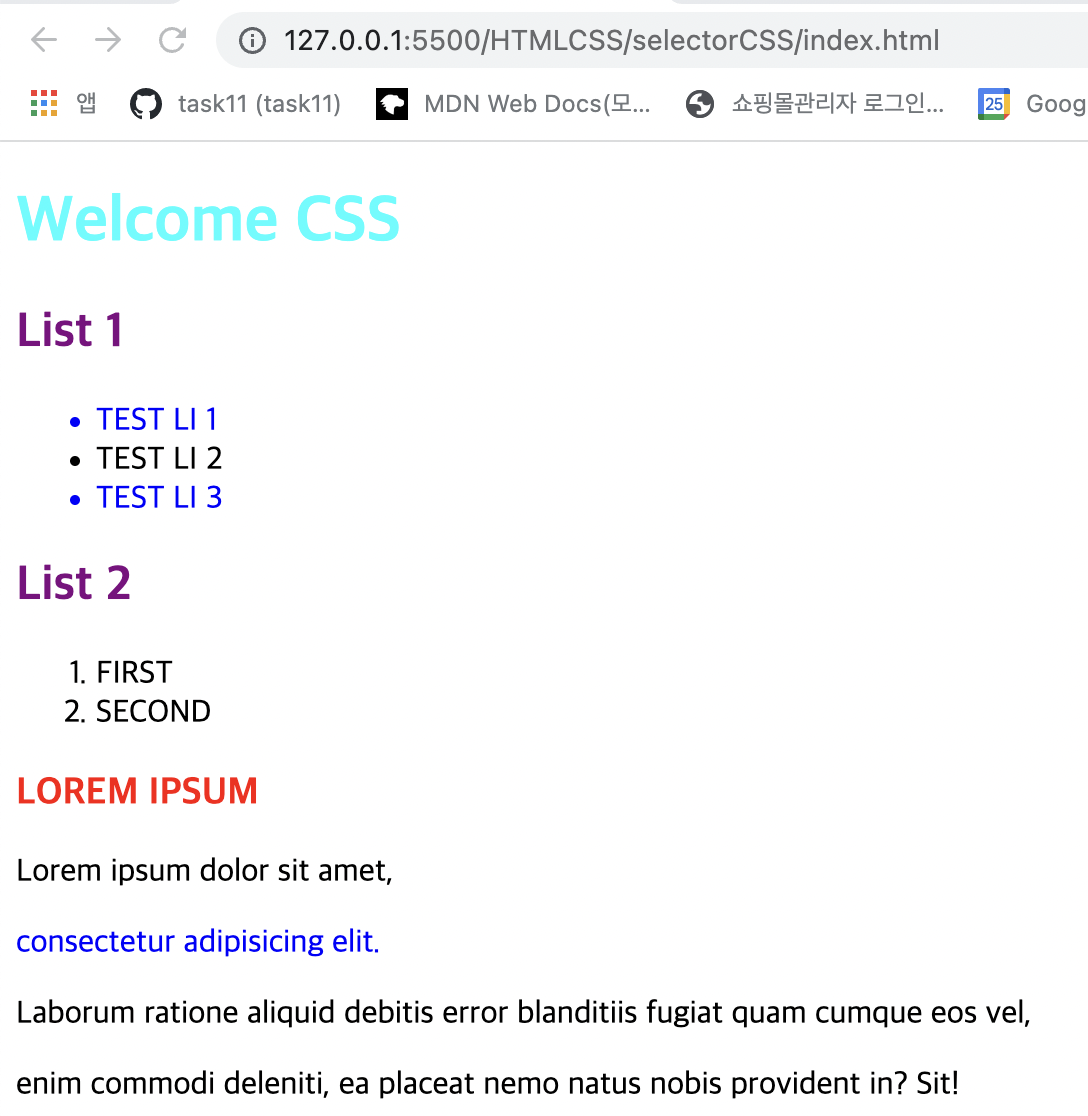 127.0.0.1:5500/HTMLCSS/selectorCSS/index.html
앱 task11 (task11) MDN Web Docs(모... 쇼핑몰관리자 로그인... 25 Goog
Welcome CSS
List 1
• TEST LI 1
• TEST LI 2
• TEST LI 3
List 2
1. FIRST
2. SECOND
LOREM IPSUM
Lorem ipsum dolor sit amet,
consectetur adipisicing elit.
Laborum ratione aliquid debitis error blanditiis fugiat quam cumque eos vel,
enim commodi deleniti, ea placeat nemo natus nobis provident in? Sit!